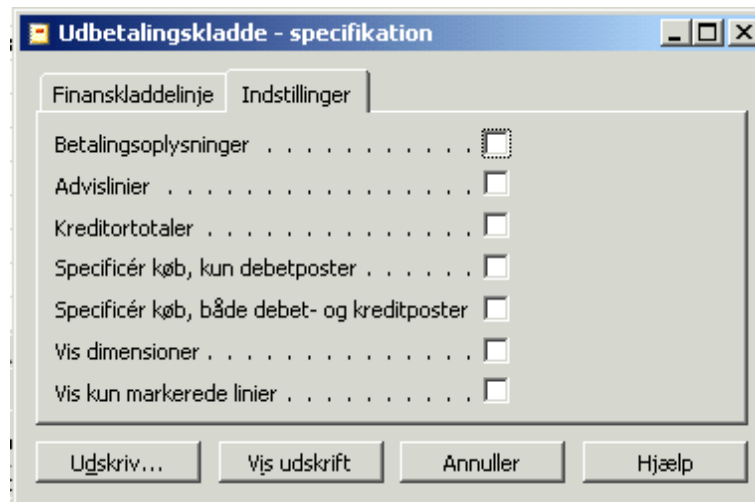 Udbetalingskladde - specifikation
Finanskladdelinje Indstillinger
Betalingsoplysninger . . . . . . . . . . .
Advislinier . . . . . . . . . . . . . . . .
Kreditortotaler . . . . . . . . . . . . . .
Specificér køb, kun debetposter . . . . . .
Specificér køb, både debet- og kreditposter
Vis dimensioner . . . . . . . . . . . . . .
Vis kun markerede linier . . . . . . . . . .
Udskriv... Vis udskrift Annuller Hjælp